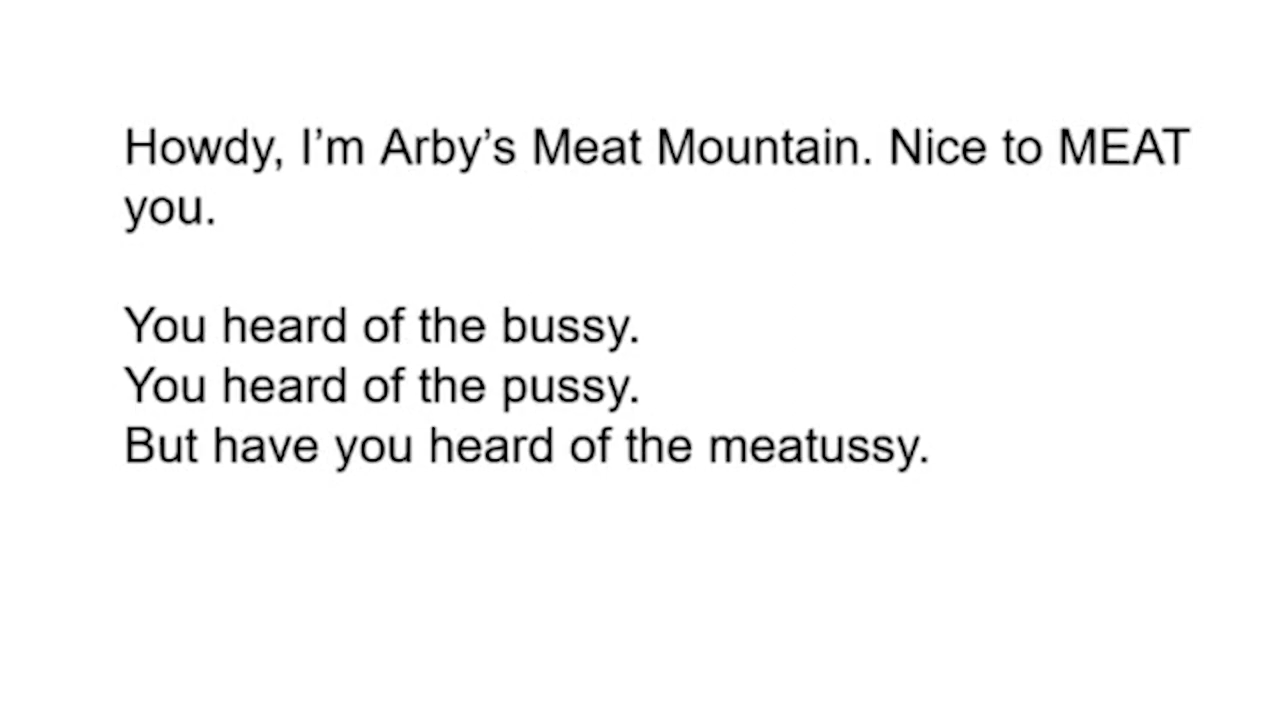 Howdy, I’m Arby’s Meat Mountain. Nice to MEAT
you.
You heard of the bussy.
You heard of the pussy.
But have you heard of the meatussy.